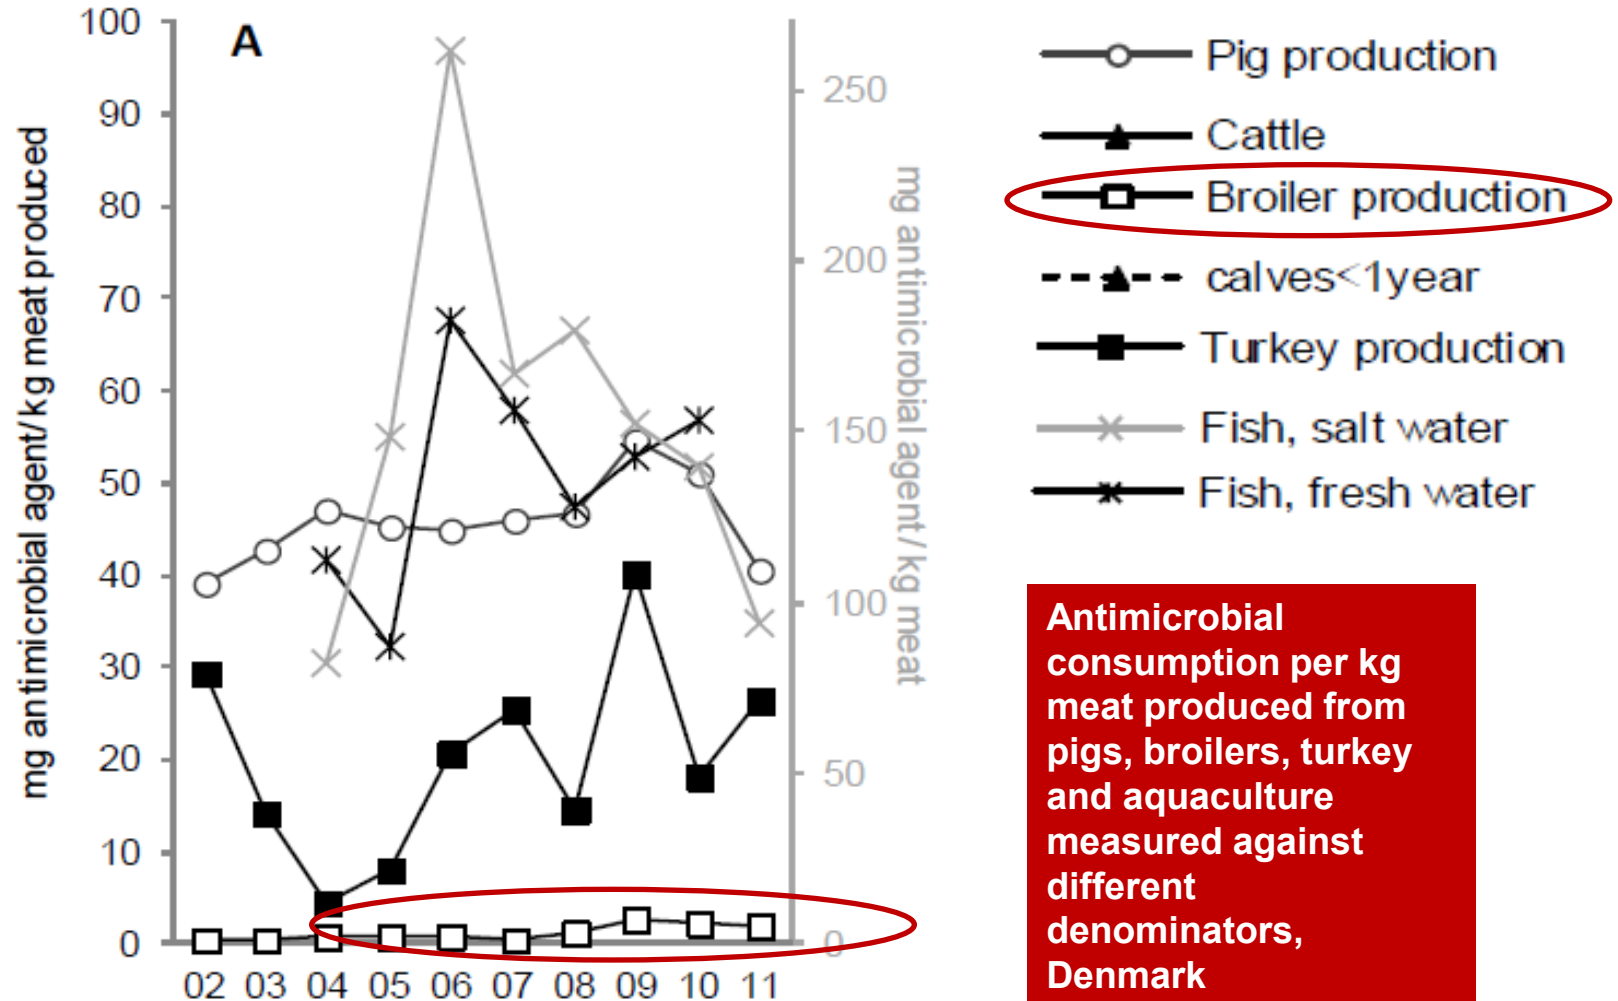 A
mg antimicrobial agent/ kg meat produced
100
90
80
70
60
50
40
30
20
10
0
250
200
150
100
50
0
mg antimicrobial agent / kg meat
02 03 04 05 06 07 08 09 10 11
Pig production
Cattle
Broiler production
calves<1year
Turkey production
Fish, salt water
Fish, fresh water
Antimicrobial
consumption per kg
meat produced from
pigs, broilers, turkey
and aquaculture
measured against
different
denominators,
Denmark